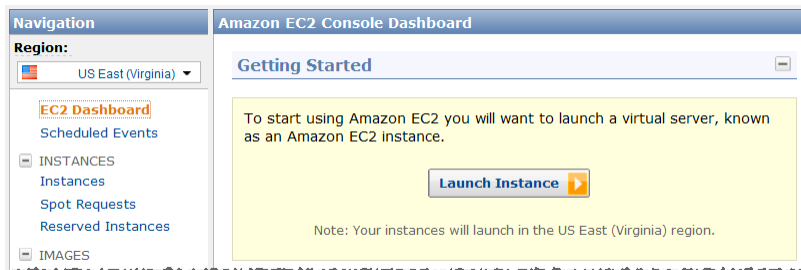 Navigation
Region:
US East (Virginia)
EC2 Dashboard
Scheduled Events
INSTANCES
Instances
Spot Requests
Reserved Instances
IMAGES
Amazon EC2 Console Dashboard
Getting Started
To start using Amazon EC2 you will want to launch a virtual server, known
as an Amazon EC2 instance.
Launch Instance
Note: Your instances will launch in the US East (Virginia) region.